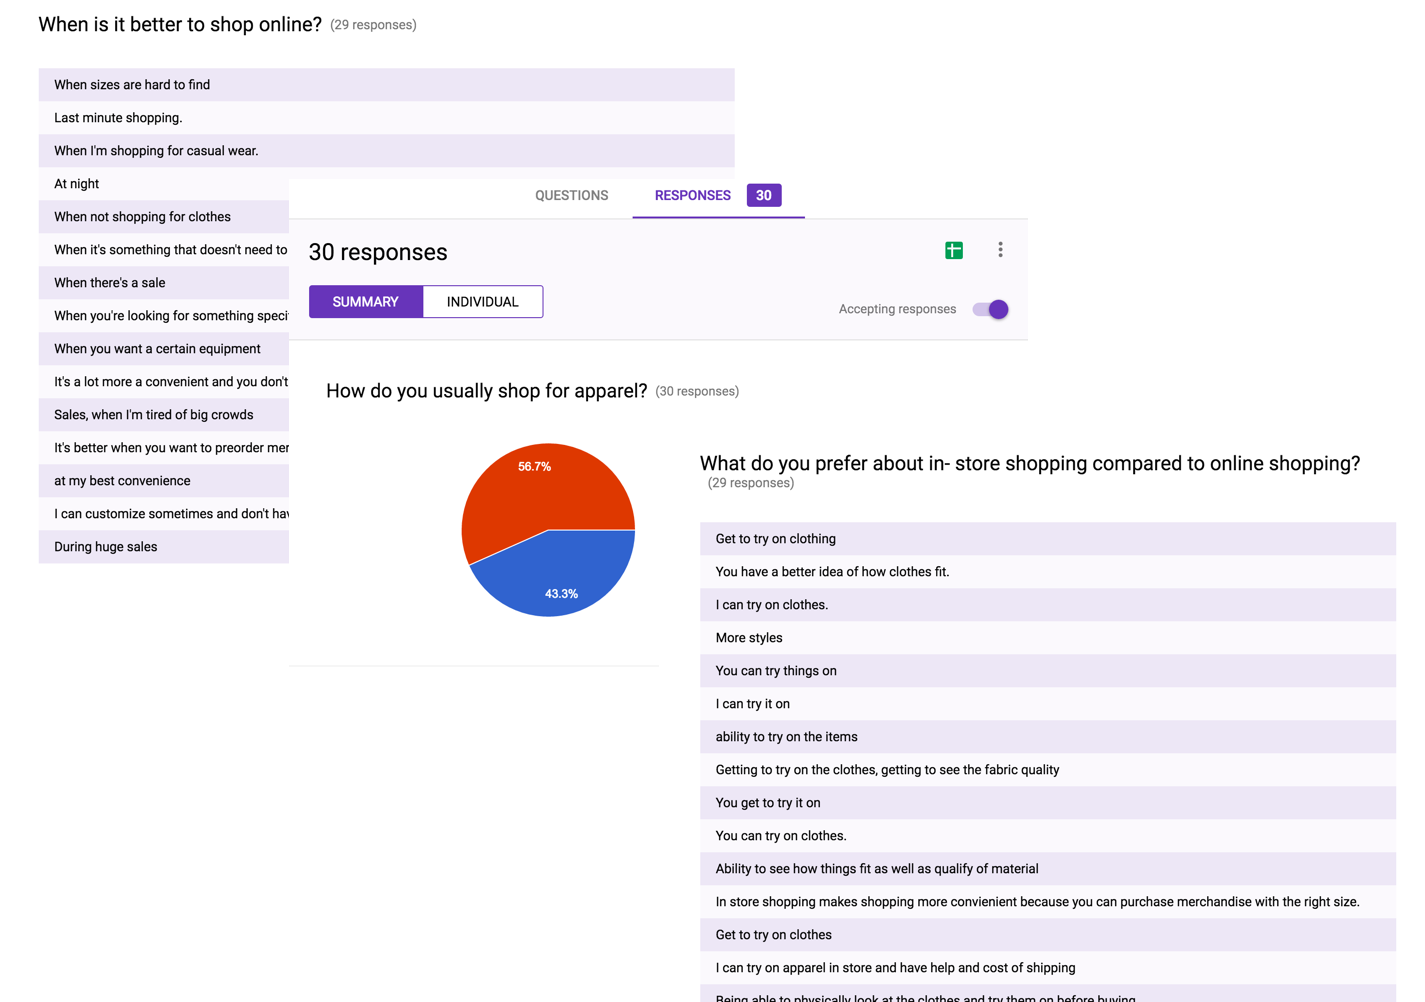 When is it better to shop online? (29 responses)
When sizes are hard to find
Last minute shopping.
When I'm shopping for casual wear.
At night
When not shopping for clothes
When it's something that doesn't need to
When there's a sale
When you're looking for something
When you want a certain equipment
It's a lot more a convenient and you don't
Sales, when I'm tired of big crowds
It's better when you want to preorder
at my best convenience
I can customize sometimes and don't
During huge sales
QUESTIONS RESPONSES 30
30 responses
SUMMARY INDIVIDUAL
Accepting responses
How do you usually shop for apparel? (30 responses)
56.7%
43.3%
What do you prefer about in- store shopping compared to online shopping?
(29 responses)
Get to try on clothing
You have a better idea of how clothes fit.
I can try on clothes.
More styles
You can try things on
I can try it on
ability to try on the items
Getting to try on the clothes, getting to see the fabric quality
You get to try it on
You can try on clothes.
Ability to see how things fit as well as qualify of material
In store shopping makes shopping more convienient because you can purchase merchandise with the right size.
Get to try on clothes
I can try on apparel in store and have help and cost of shipping
Being able to physically look at the clothes and try them on before buying